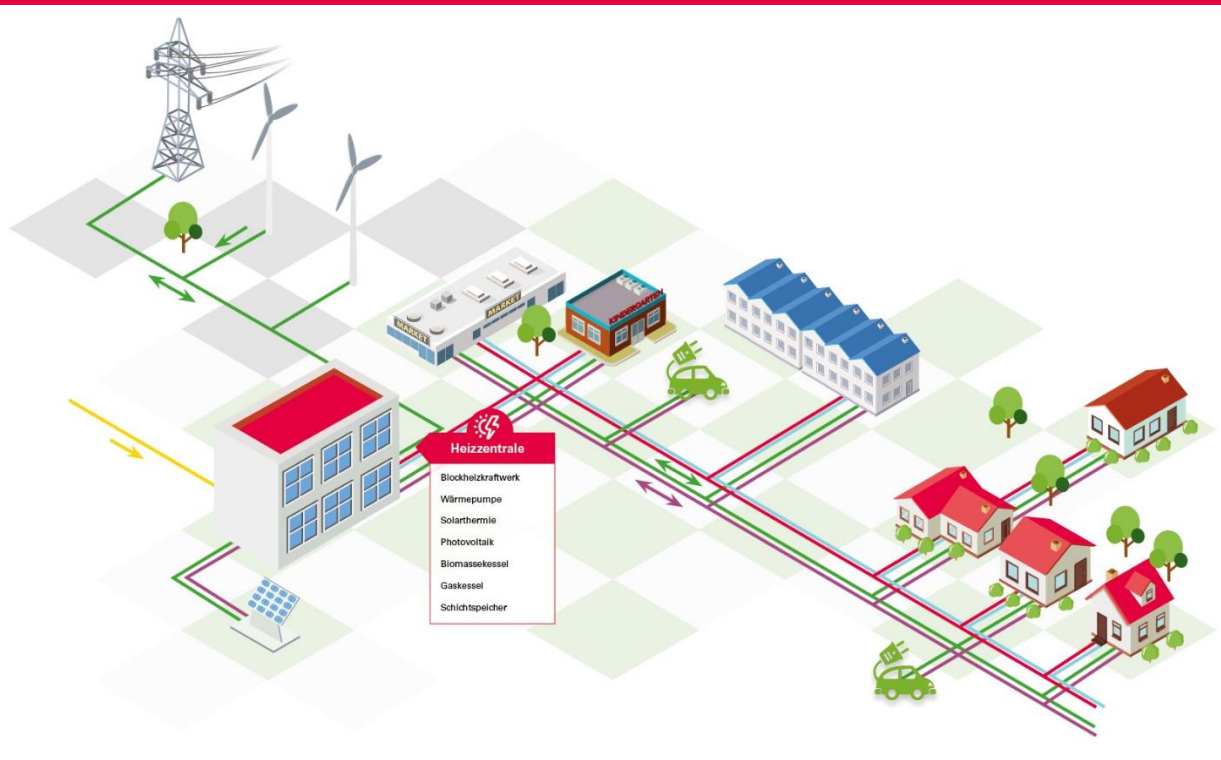 MARKET
MARKET
KINDERGARTEN
Heizzentrale
Blockheizkraftwerk
Wärmepumpe
Solarthermie
Photovoltaik
Biomassekessel
Gaskessel
Schichtspeicher